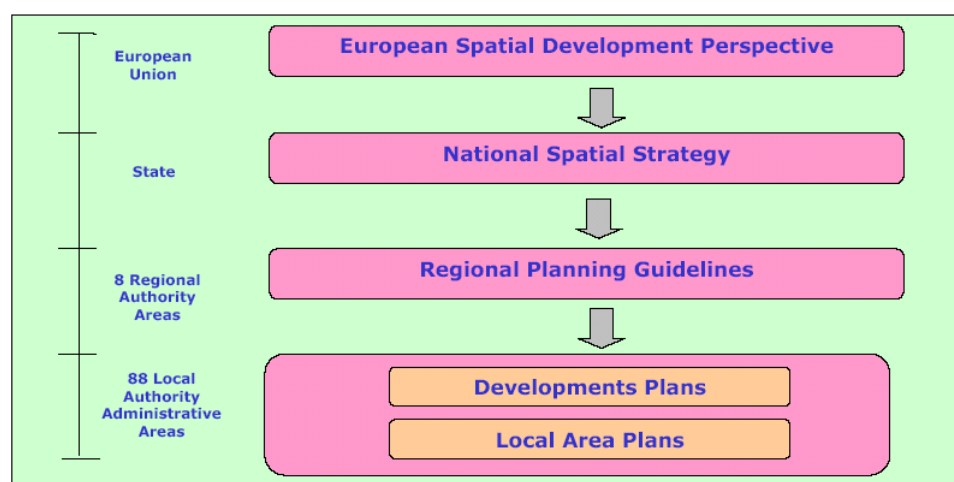 European
Union
European Spatial Development Perspective
State
National Spatial Strategy
8 Regional
Authority
Areas
Regional Planning Guidelines
88 Local
Authority
Administrative
Areas
Developments Plans
Local Area Plans